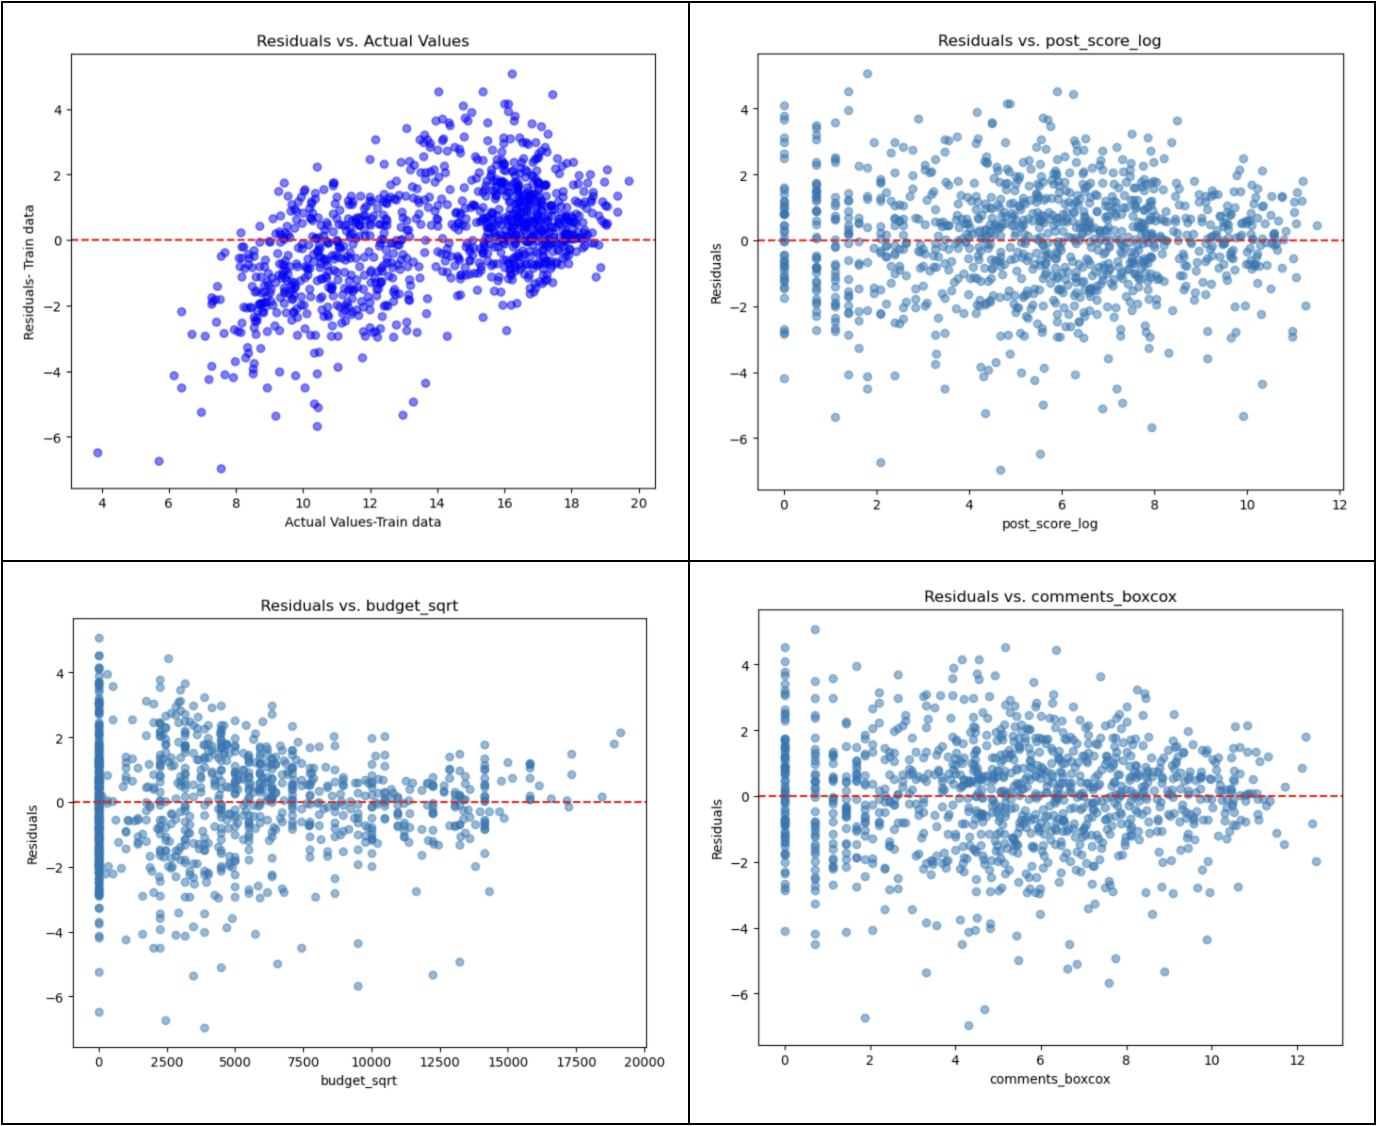 Residuals vs. Actual Values
4
2
0
−2
−4
−6
Residuals- Train data
4 6 8 10 12 14 16 18 20
Actual Values-Train data
Residuals vs. post_score_log
4
2
0
−2
−4
−6
Residuals
0 2 4 6 8 10 12
post_score_log
Residuals vs. budget_sqrt
4
2
0
−2
−4
−6
Residuals
0 2500 5000 7500 10000 12500 15000 17500 20000
budget_sqrt
Residuals vs. comments_boxcox
4
2
0
−2
−4
−6
Residuals
0 2 4 6 8 10 12
comments_boxcox